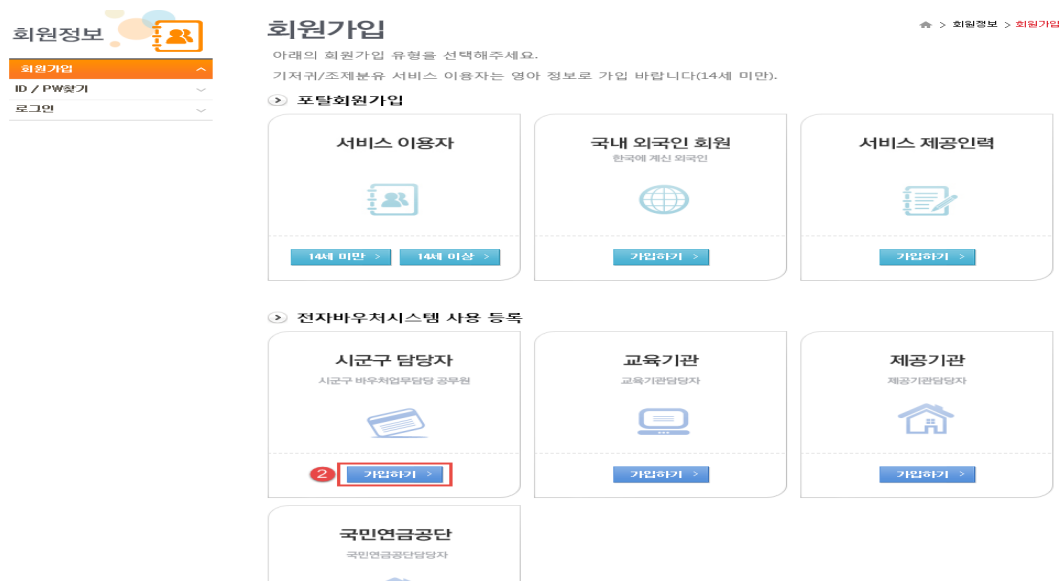 회원정보
회원가입
ID / PW찾기
로그인
회원가입
> 회원정보 > 회원가입
아래의 회원가입 유형을 선택해주세요.
기저귀/조제분유 서비스 이용자는 영아 정보로 가입 바랍니다(14세 미만).
포탈회원가입
서비스 이용자
14세 미만 >
14세 이상 >
국내 외국인 회원
한국에 계신 외국인
가입하기 >
서비스 제공인력
가입하기 >
전자바우처시스템 사용 등록
시군구 담당자
시군구 바우처업무담당 공무원
2 가입하기 >
교육기관
교육기관담당자
가입하기 >
제공기관
제공기관담당자
가입하기 >
국민연금공단
국민연금공단담당자